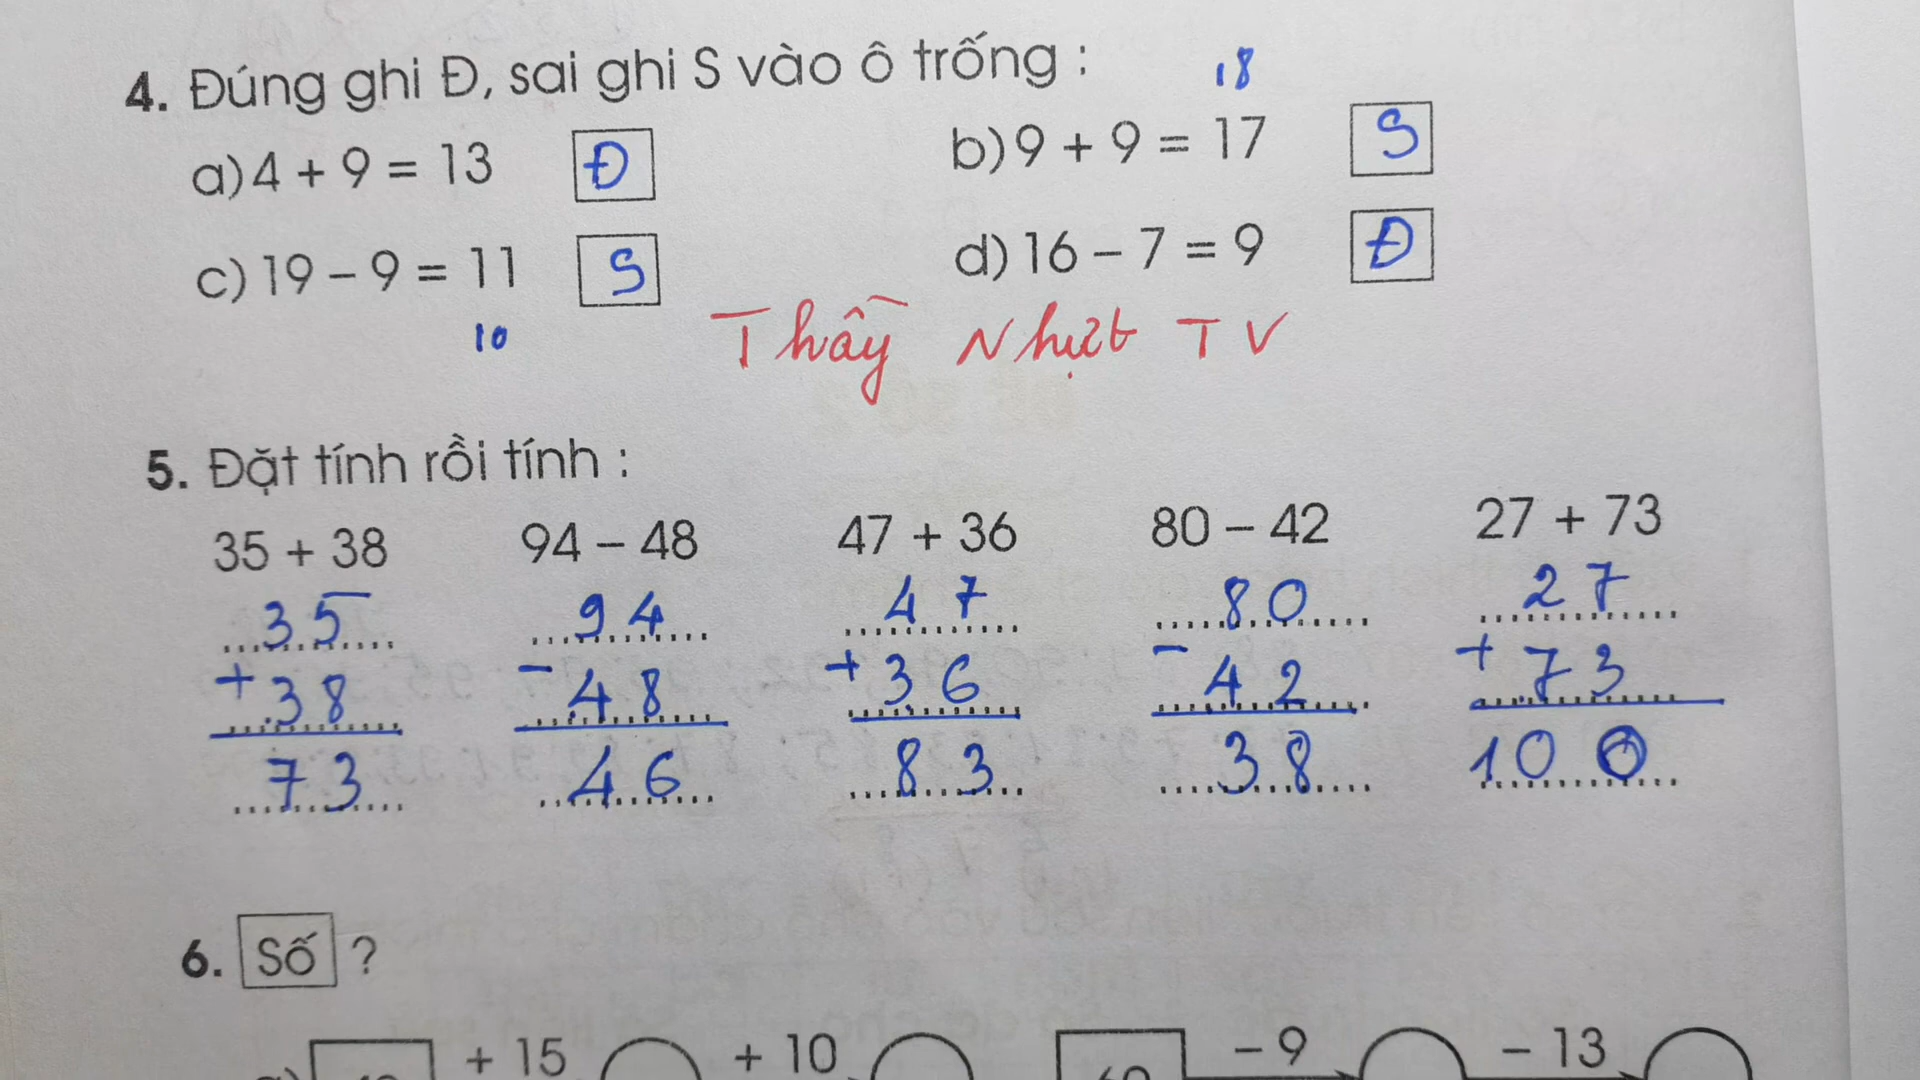 4. Đúng ghi Đ, sai ghi S vào ô trống :
18
a) 4 + 9 = 13 Đ b) 9 + 9 = 17 S
c) 19 – 9 = 11 S d) 16 – 7 = 9 Đ
10
Thầy Nhựt TV
5. Đặt tính rồi tính :
35 + 38 94 – 48 47 + 36 80 – 42 27 + 73
35 94 47 80 27
+ - + - +
38 48 36 42 73
73 46 83 38 100
6. Số ?
+ 15 + 10 – 9 – 13